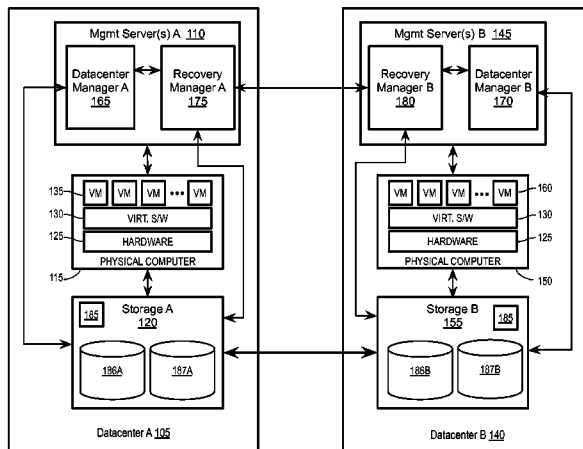 Mgmt Server(s) A 110
Datacenter
Manager A
165
Recovery
Manager A
175
135
VM VM VM ••• VM
130
VIRT. S/W
125
HARDWARE
PHYSICAL COMPUTER
115
Storage A
120
185
186A
187A
Datacenter A 105
Mgmt Server(s) B 145
Recovery
Manager B
180
Datacenter
Manager B
170
VM VM VM ••• VM
160
VIRT. S/W
130
HARDWARE
125
PHYSICAL COMPUTER
150
Storage B
155
185
186B
187B
Datacenter B 140